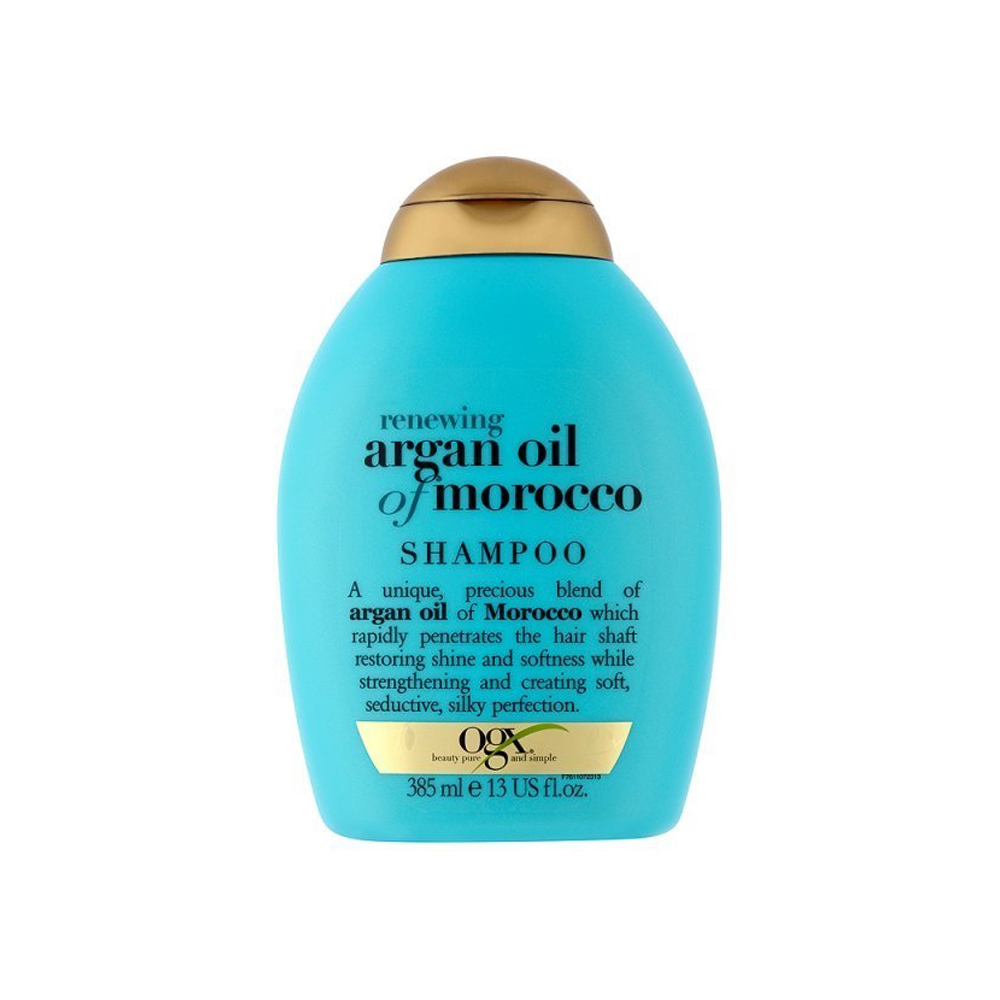 renewing
argan oil
of morocco
SHAMPOO
A unique, precious blend of
argan oil of Morocco which
rapidly penetrates the hair shaft
restoring shine and softness while
strengthening and creating soft,
seductive, silky perfection.
ogx®
beauty pure and simple
F7611072313
385 ml e 13 US fl.oz.